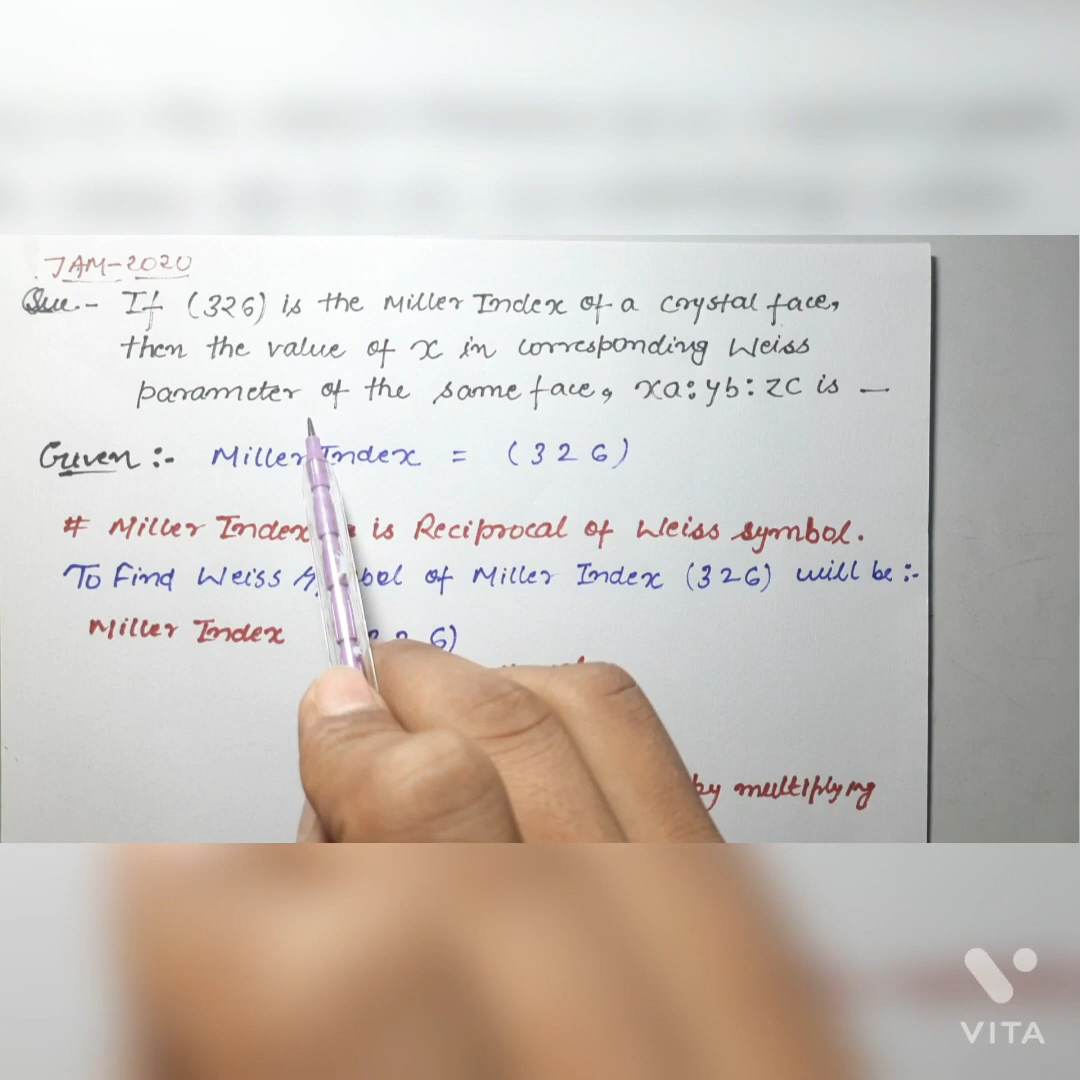 JAM-2020
Que.- If (326) is the Miller Index of a crystal face,
then the value of x in corresponding Weiss
parameter of the same face, xa:yb:zc is —
Given :- Miller Index = (3 2 6)
# Miller Index is Reciprocal of Weiss symbol.
To Find Weiss bol of Miller Index (326) will be :-
Miller Index 2 6)
by multiplying
VITA